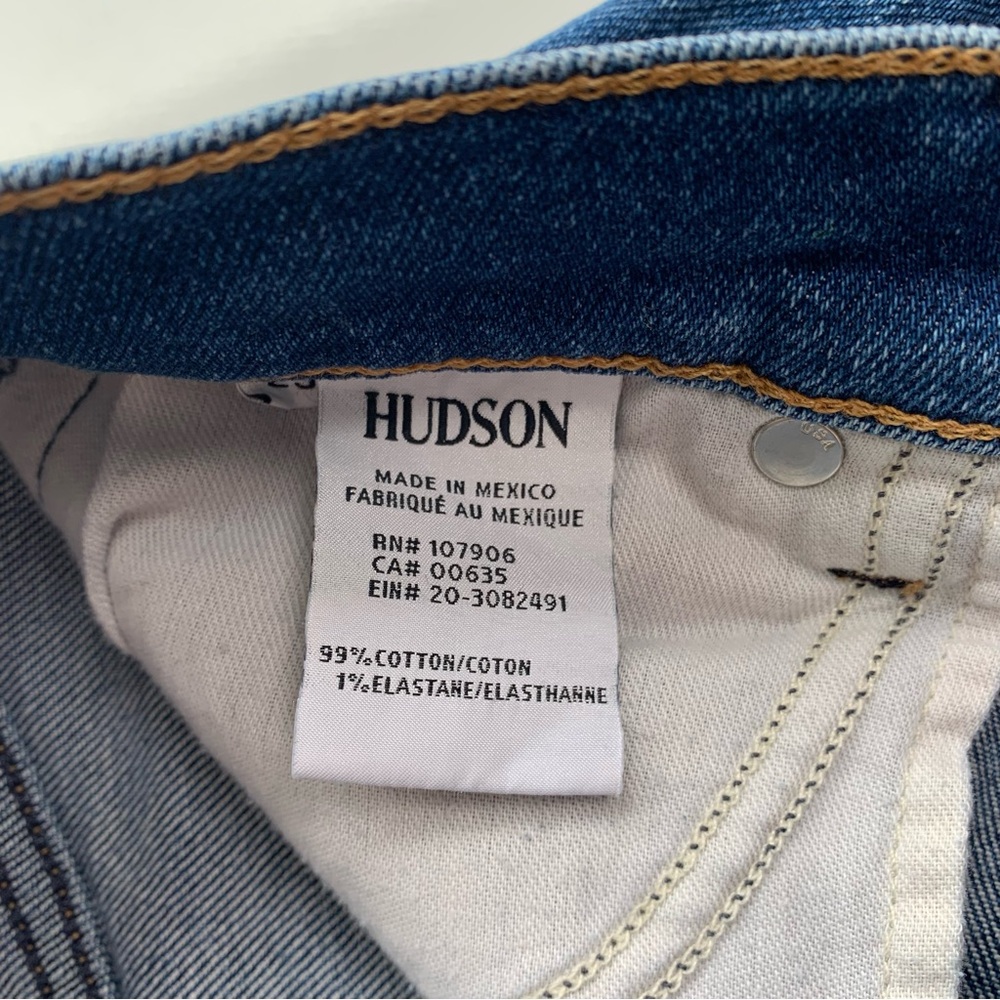 HUDSON
MADE IN MEXICO
FABRIQUÉ AU MEXIQUE
RN# 107906
CA# 00635
EIN# 20-3082491
99% COTTON/COTON
1% ELASTANE/ELASTHANNE